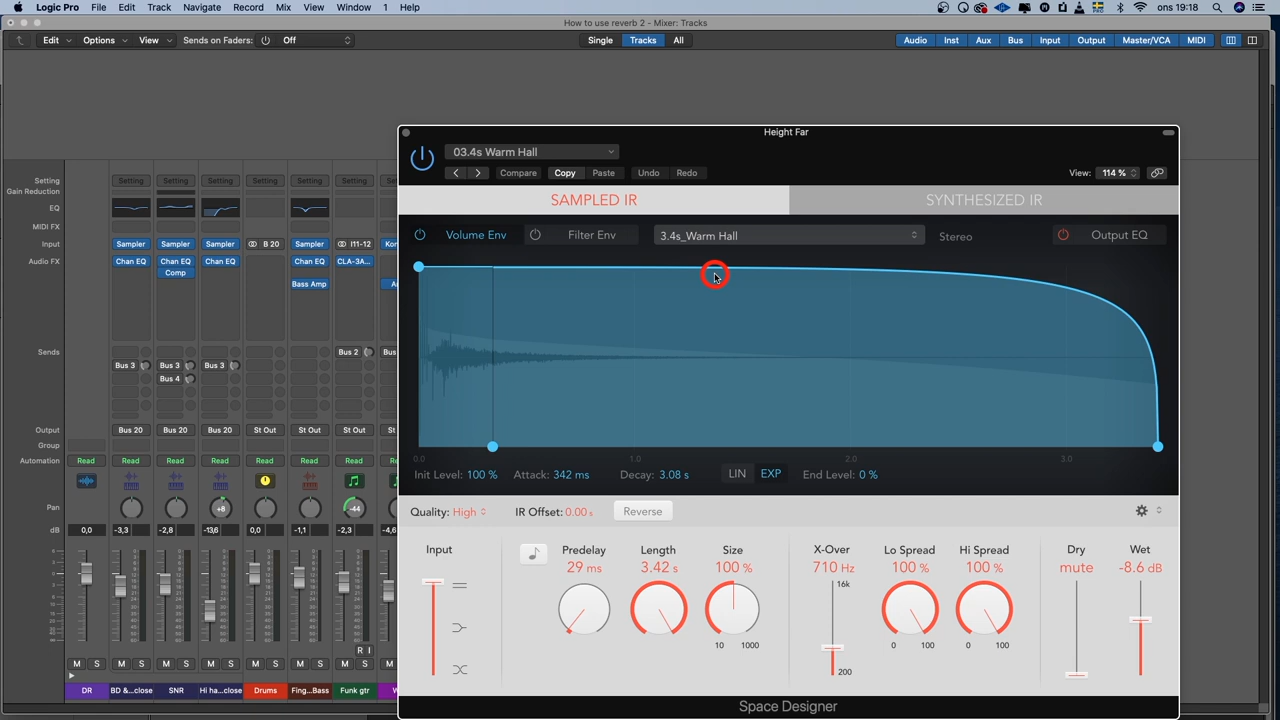 Logic Pro File Edit Track Navigate Record Mix View Window 1 Help ons 19:18
How to use reverb 2 - Mixer: Tracks
Edit Options View Sends on Faders: Off Single Tracks All Audio Inst Aux Bus Input Output Master/VCA MIDI
Height Far
03.4s Warm Hall
Compare Copy Paste Undo Redo View: 114 %
SAMPLED IR SYNTHESIZED IR
Volume Env Filter Env 3.4s_Warm Hall Stereo Output EQ
0.0 1.0 2.0 3.0
Init Level: 100 % Attack: 342 ms Decay: 3.08 s LIN EXP End Level: 0 %
Quality: High IR Offset: 0.00 s Reverse
Input Predelay Length Size X-Over Lo Spread Hi Spread Dry Wet
29 ms 3.42 s 100 % 710 Hz 100 % 100 % mute -8.6 dB
16k
10 1000 0 100 0 100
200
Space Designer
Setting Setting Setting Setting Setting Setting Setting
Gain Reduction
EQ
MIDI FX
Input Sampler Sampler Sampler B 20 Sampler I11-12
Audio FX Chan EQ Chan EQ Chan EQ Chan EQ CLA-3A...
Comp
Bass Amp
Sends Bus 2 Bus
Bus 3 Bus 3 Bus 3
Bus 4
Output Bus 20 Bus 20 Bus 20 St Out St Out St Out
Group
Automation Read Read Read Read Read Read Read
Pan +8 -44
dB 0,0 -3,3 -2,8 -13,6 0,0 -1,1 -2,3 -4,6
R I
M S M S M S M S M S M S M S M
DR BD &...close SNR Hi ha...close Drums Fing...Bass Funk gtr